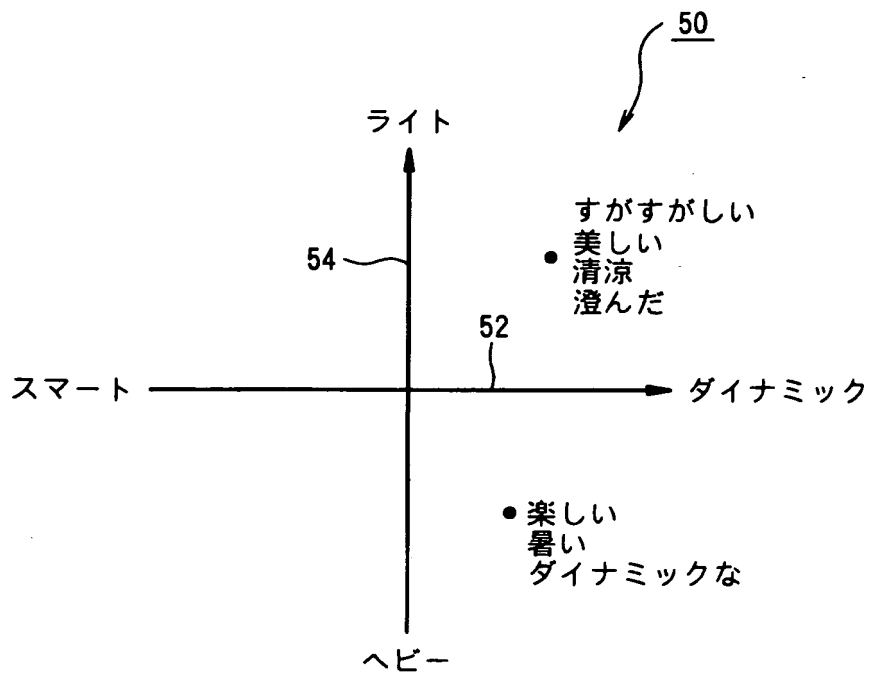 50
ライト
すがすがしい
美しい
清涼
澄んだ
54
52
スマート
ダイナミック
楽しい
暑い
ダイナミックな
ヘビー